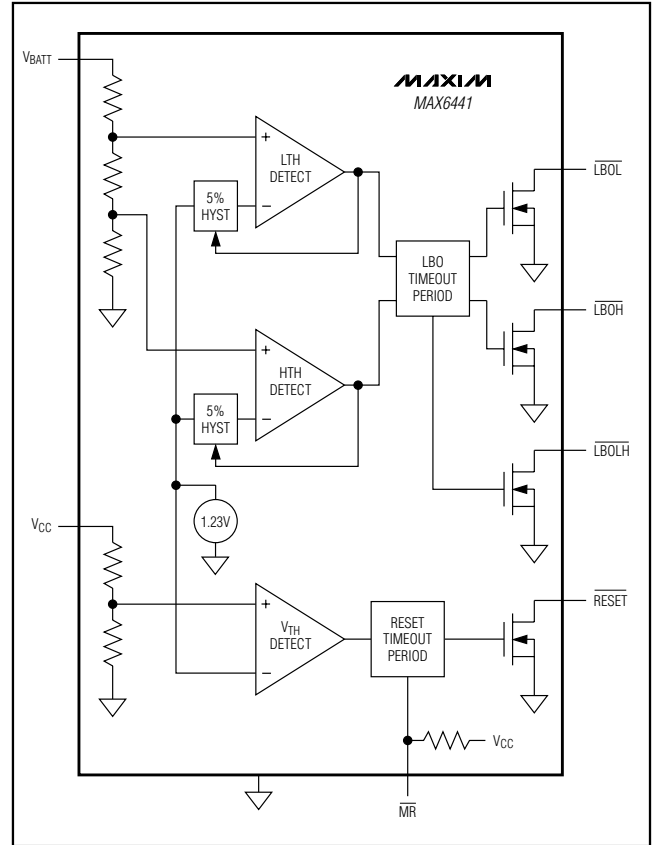 VBATT
MAXIM
MAX6441
LTH
DETECT
5%
HYST
LBOL
LBO
TIMEOUT
PERIOD
LBOH
HTH
DETECT
5%
HYST
LBOLH
1.23V
VCC
VTH
DETECT
RESET
TIMEOUT
PERIOD
RESET
VCC
MR
+
−
+
−
+
−